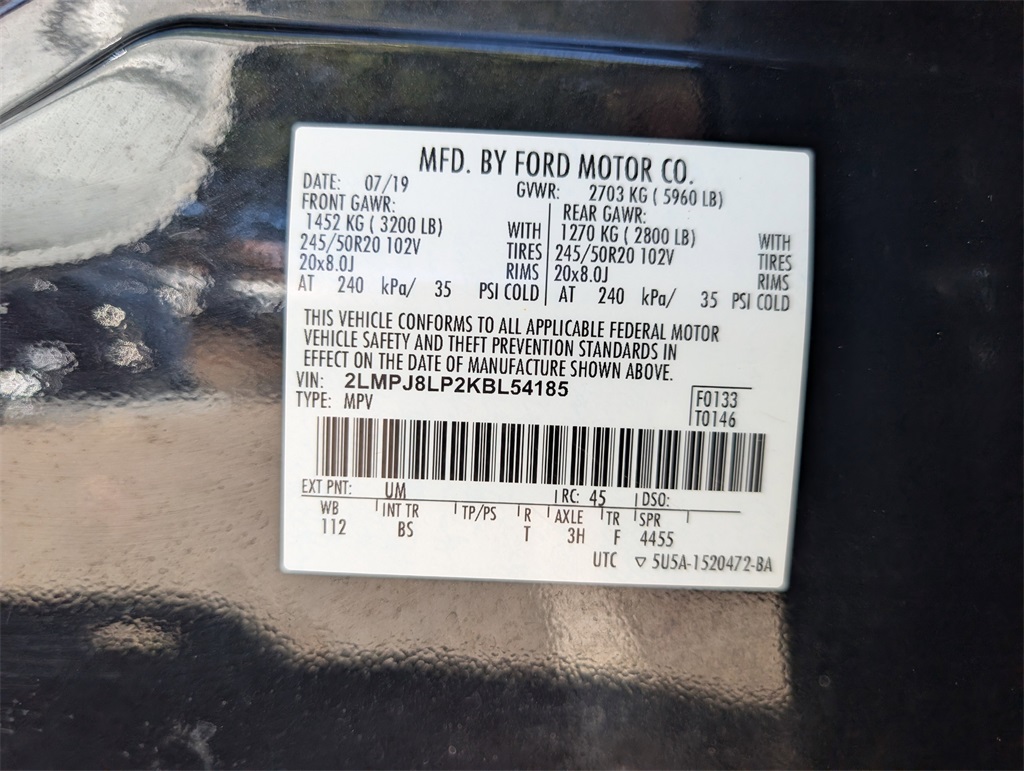 MFD. BY FORD MOTOR CO.
DATE: 07/19 GVWR: 2703 KG ( 5960 LB)
FRONT GAWR: REAR GAWR:
1452 KG ( 3200 LB) WITH 1270 KG ( 2800 LB) WITH
245/50R20 102V TIRES 245/50R20 102V TIRES
20x8.0J RIMS 20x8.0J RIMS
AT 240 kPa/ 35 PSI COLD AT 240 kPa/ 35 PSI COLD
THIS VEHICLE CONFORMS TO ALL APPLICABLE FEDERAL MOTOR
VEHICLE SAFETY AND THEFT PREVENTION STANDARDS IN
EFFECT ON THE DATE OF MANUFACTURE SHOWN ABOVE.
VIN: 2LMPJ8LP2KBL54185
TYPE: MPV
F0133
T0146
EXT PNT: UM RC: 45 DSO:
WB INT TR TP/PS R AXLE TR SPR
112 BS T 3H F 4455
UTC ▽ 5U5A-1520472-BA